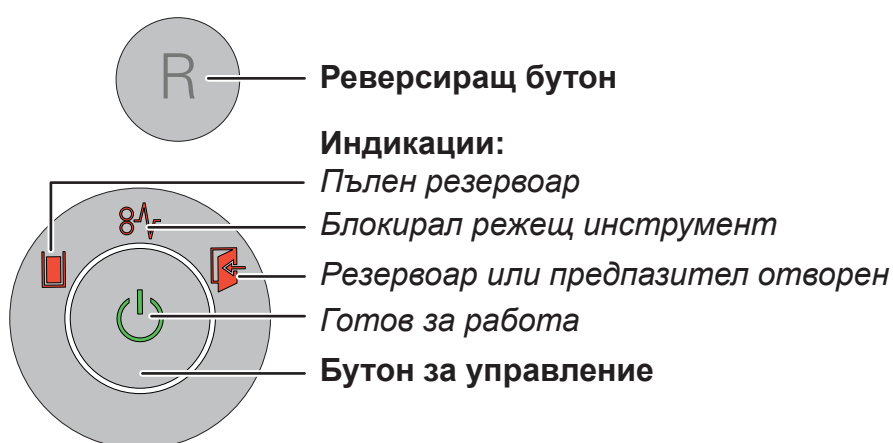 R
Реверсиращ бутон
Индикации:
Пълен резервоар
Блокирал режещ инструмент
Резервоар или предпазител отворен
Готов за работа
Бутон за управление